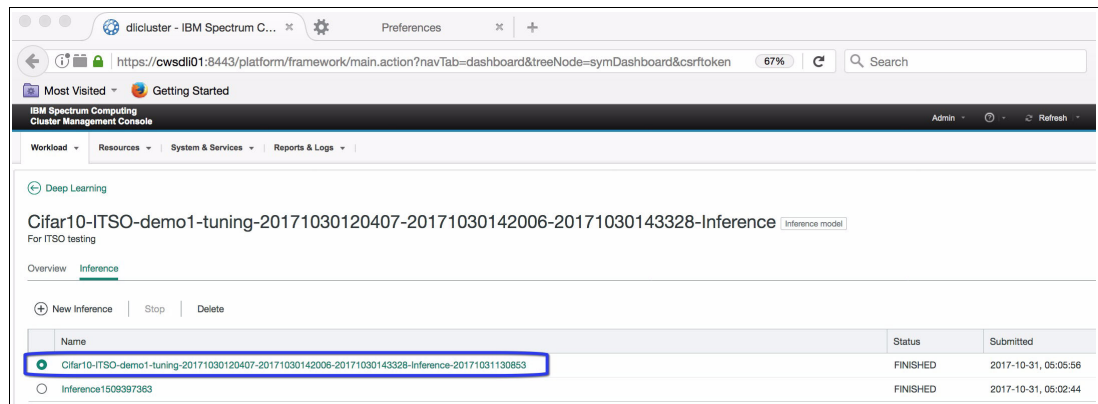 dlicluster - IBM Spectrum C... × Preferences × +
https://cwsdli01:8443/platform/framework/main.action?navTab=dashboard&treeNode=symDashboard&csrftoken 67% Search
Most Visited Getting Started
IBM Spectrum Computing
Cluster Management Console
Admin ? Refresh
Workload Resources System & Services Reports & Logs
Deep Learning
Cifar10-ITSO-demo1-tuning-20171030120407-20171030142006-20171030143328-Inference Inference model
For ITSO testing
Overview Inference
New Inference Stop Delete
Name Status Submitted
Cifar10-ITSO-demo1-tuning-20171030120407-20171030142006-20171030143328-Inference-20171031130853 FINISHED 2017-10-31, 05:05:56
Inference1509397363 FINISHED 2017-10-31, 05:02:44